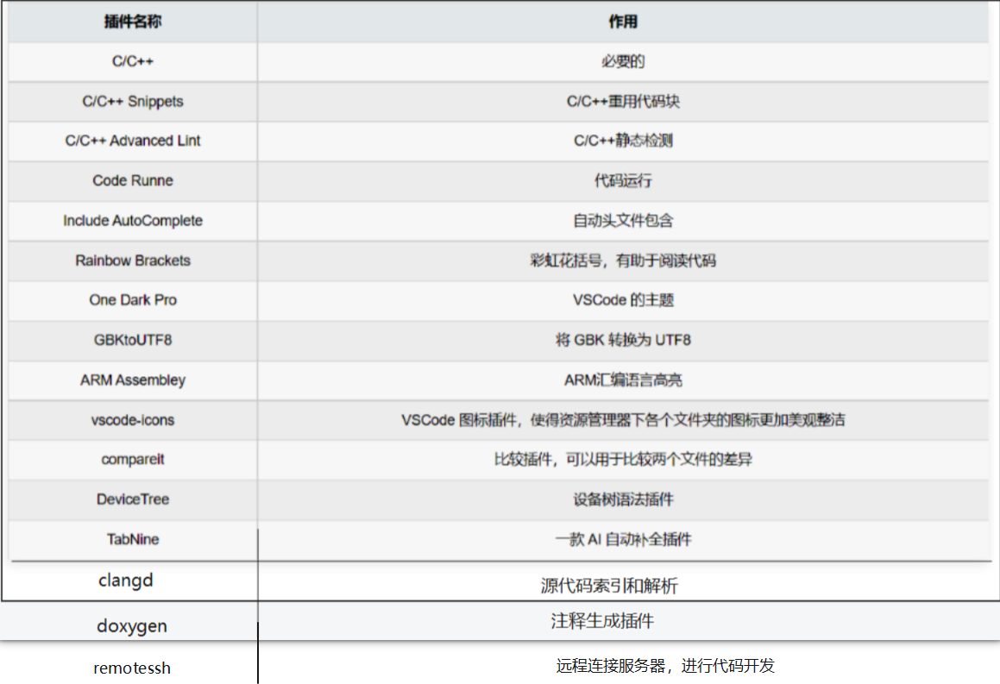 插件名称 作用
C/C++ 必要的
C/C++ Snippets C/C++重用代码块
C/C++ Advanced Lint C/C++静态检测
Code Runne 代码运行
Include AutoComplete 自动头文件包含
Rainbow Brackets 彩虹花括号，有助于阅读代码
One Dark Pro VSCode 的主题
GBKtoUTF8 将 GBK 转换为 UTF8
ARM Assembley ARM汇编语言高亮
vscode-icons VSCode 图标插件，使得资源管理器下各个文件夹的图标更加美观整洁
compareit 比较插件，可以用于比较两个文件的差异
DeviceTree 设备树语法插件
TabNine 一款 AI 自动补全插件
clangd 源代码索引和解析
doxygen 注释生成插件
remotessh 远程连接服务器，进行代码开发